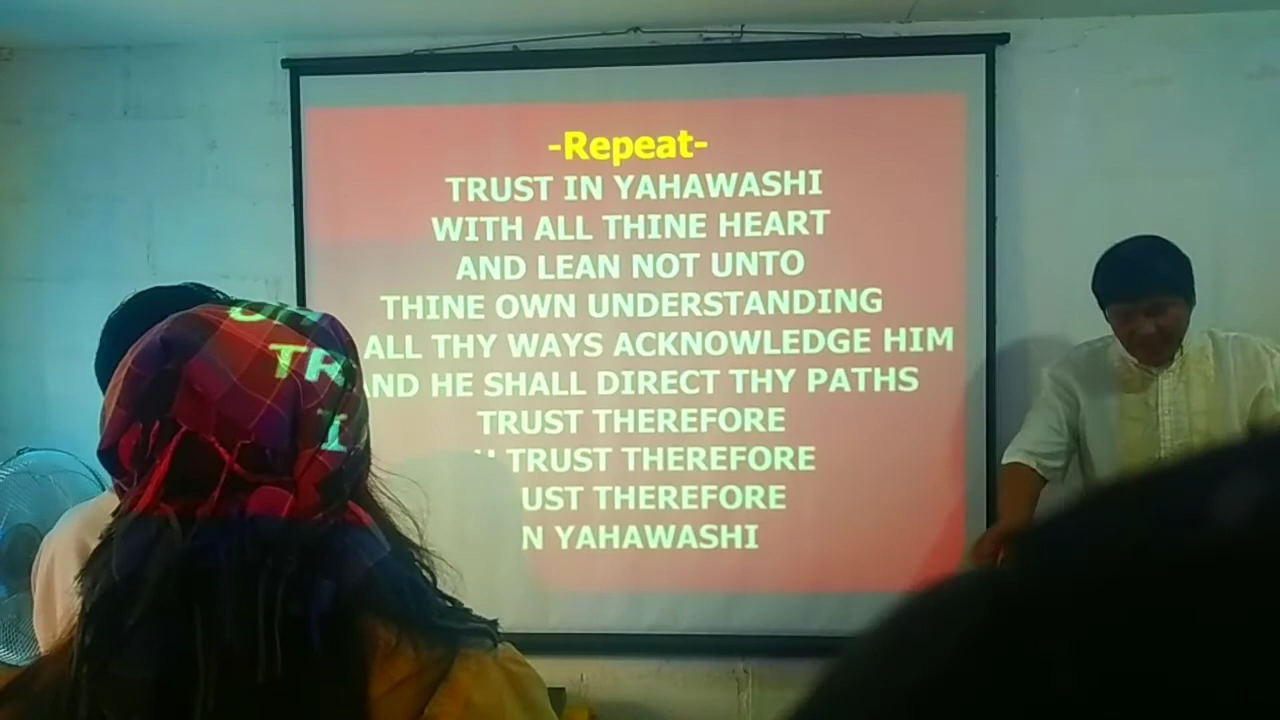 -Repeat-
TRUST IN YAHAWASHI
WITH ALL THINE HEART
AND LEAN NOT UNTO
THINE OWN UNDERSTANDING
ALL THY WAYS ACKNOWLEDGE HIM
AND HE SHALL DIRECT THY PATHS
TRUST THEREFORE
TRUST THEREFORE
UST THEREFORE
N YAHAWASHI